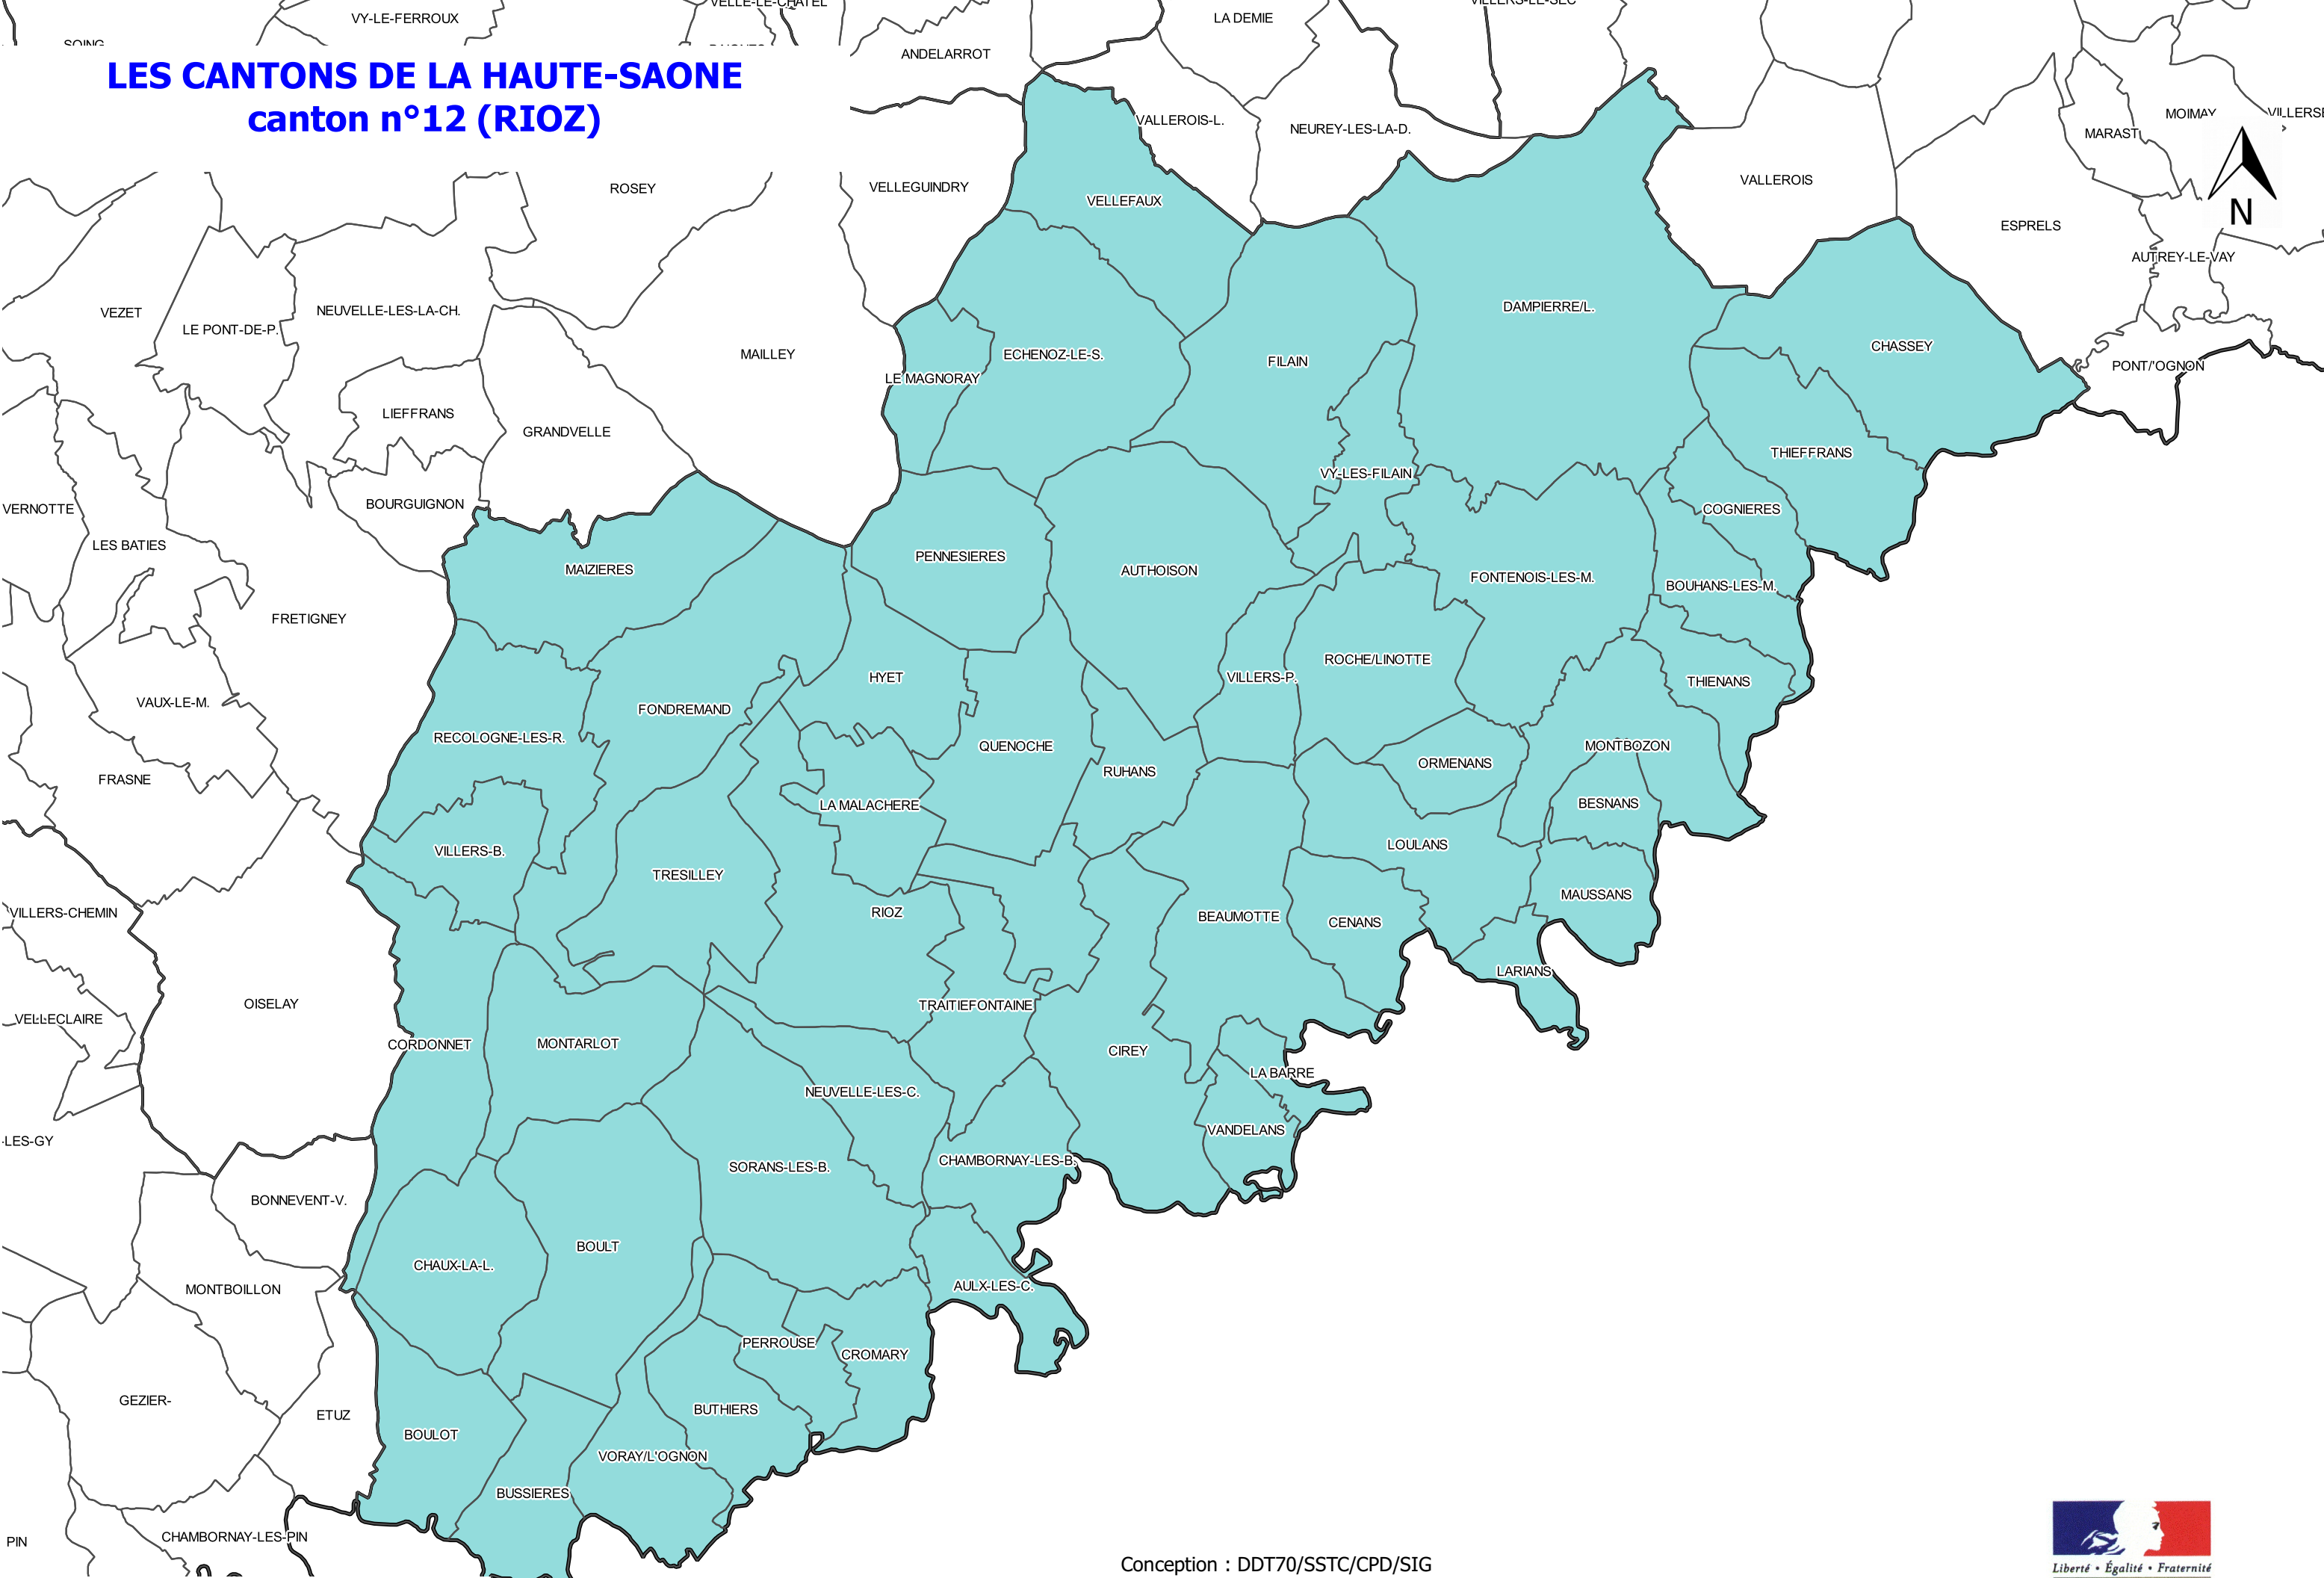 VELLE-LE-CHATEL
VILLERS-LE-SEC
VY-LE-FERROUX
LA DEMIE
SOING
ANDELARROT
LES CANTONS DE LA HAUTE-SAONE
canton n°12 (RIOZ)
VALLEROIS-L.
NEUREY-LES-LA-D.
MOIMAY
MARAST
VALLEROIS
ROSEY
VELLEGUINDRY
VELLEFAUX
N
ESPRELS
AUTREY-LE-VAY
VEZET
LE PONT-DE-P.
NEUVELLE-LES-LA-CH.
DAMPIERRE/L.
CHASSEY
MAILLEY
ECHENOZ-LE-S.
FILAIN
PONT/'OGNON
LE MAGNORAY
LIEFFRANS
GRANDVELLE
THIEFFRANS
VY-LES-FILAIN
BOURGUIGNON
VERNOTTE
COGNIERES
LES BATIES
PENNESIERES
MAIZIERES
AUTHOISON
FONTENOIS-LES-M.
BOUHANS-LES-M.
FRETIGNEY
ROCHE/LINOTTE
HYET
VILLERS-P.
THIENANS
VAUX-LE-M.
FONDREMAND
RECOLOGNE-LES-R.
QUENOCHE
MONTBOZON
ORMENANS
RUHANS
FRASNE
LA MALACHERE
BESNANS
LOULANS
VILLERS-B.
TRESILLEY
MAUSSANS
VILLERS-CHEMIN
RIOZ
BEAUMOTTE
CENANS
LARIANS
OISELAY
TRAITIEFONTAINE
VELLECLAIRE
CORDONNET
MONTARLOT
CIREY
LA BARRE
NEUVELLE-LES-C.
VANDELANS
-LES-GY
CHAMBORNAY-LES-B.
SORANS-LES-B.
BONNEVENT-V.
BOULT
CHAUX-LA-L.
AULX-LES-C.
MONTBOILLON
PERROUSE
CROMARY
GEZIER-
BUTHIERS
ETUZ
BOULOT
VORAY/L'OGNON
BUSSIERES
CHAMBORNAY-LES-PIN
PIN
Conception : DDT70/SSTC/CPD/SIG
Liberté • Égalité • Fraternité